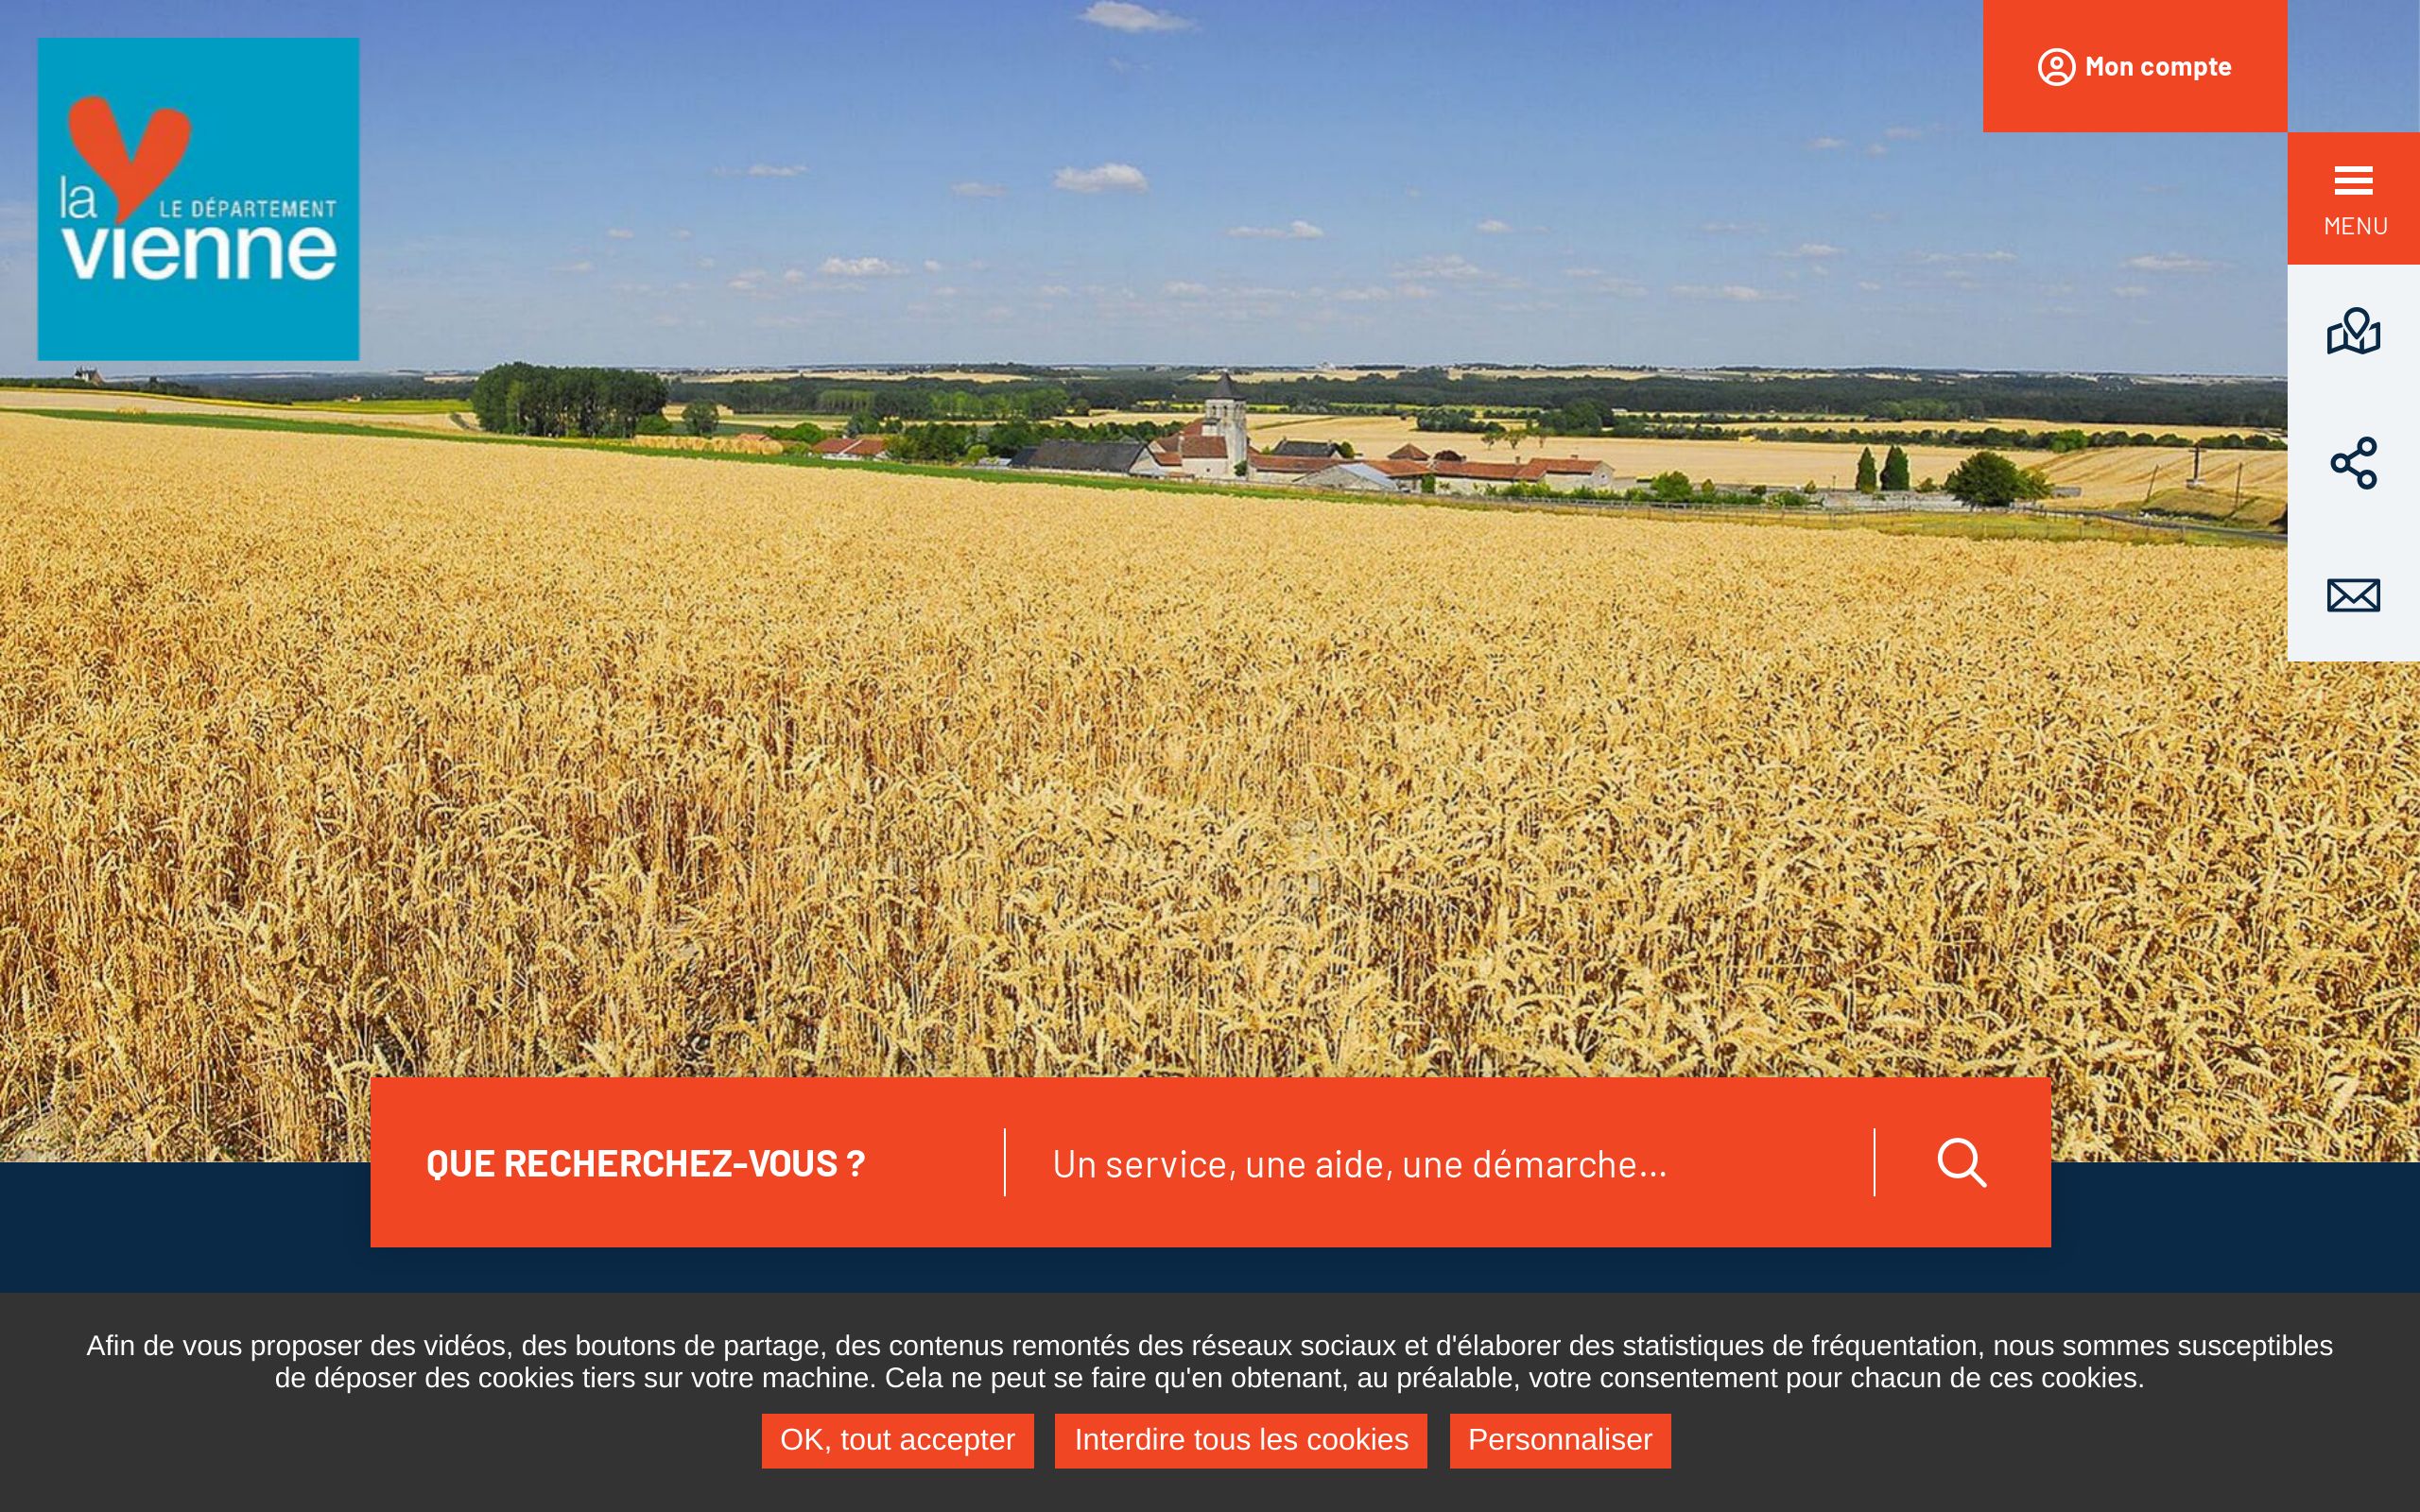 la
LE DÉPARTEMENT
vienne
Mon compte
MENU
QUE RECHERCHEZ-VOUS ?
Un service, une aide, une démarche...
Afin de vous proposer des vidéos, des boutons de partage, des contenus remontés des réseaux sociaux et d'élaborer des statistiques de fréquentation, nous sommes susceptibles
de déposer des cookies tiers sur votre machine. Cela ne peut se faire qu'en obtenant, au préalable, votre consentement pour chacun de ces cookies.
OK, tout accepter
Interdire tous les cookies
Personnaliser